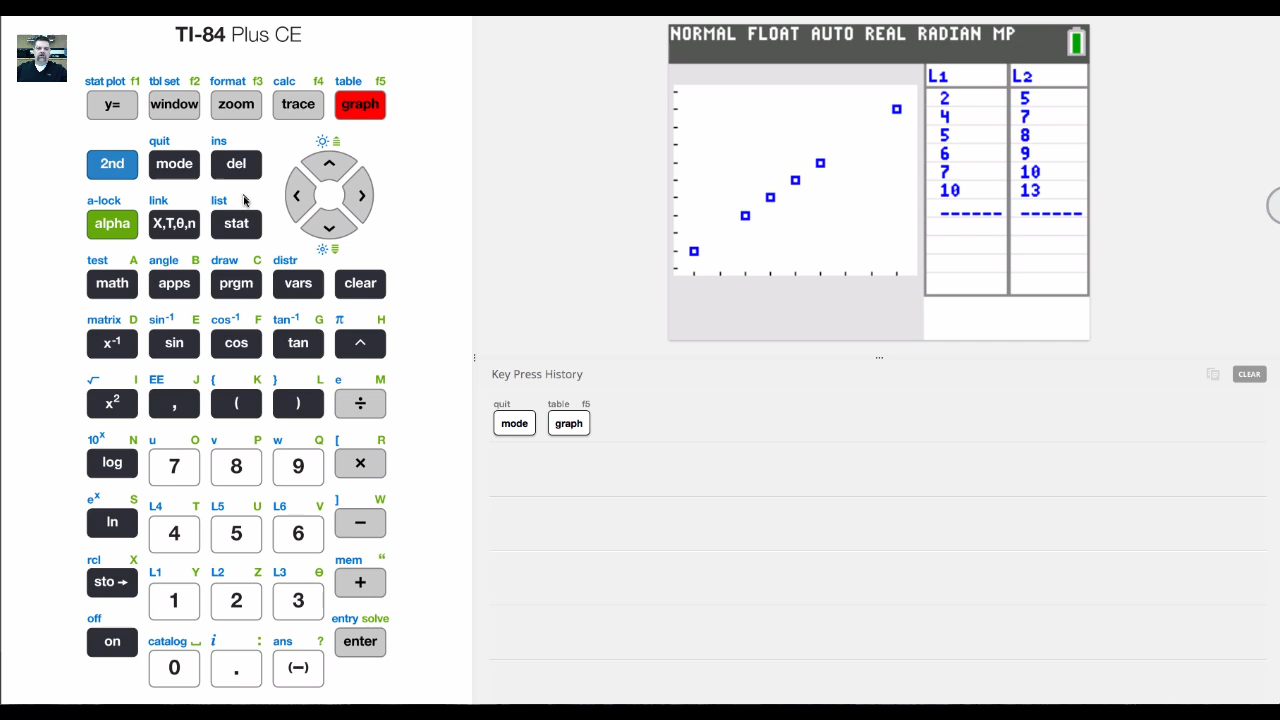 TI-84 Plus CE
stat plot f1 tbl set f2 format f3 calc f4 table f5
y= window zoom trace graph
quit ins
2nd mode del
a-lock link list
alpha X,T,θ,n stat
test A angle B draw C distr
math apps prgm vars clear
matrix D sin⁻¹ E cos⁻¹ F tan⁻¹ G π H
x⁻¹ sin cos tan ^
√ I EE J { K } L e M
x² , ( ) ÷
10ˣ N u O v P w Q [ R
log 7 8 9 ×
eˣ S L4 T L5 U L6 V ] W
ln 4 5 6 −
rcl X L1 Y L2 Z L3 θ mem “
sto→ 1 2 3 +
off catalog ⎵ i : ans ? entry solve
on 0 . (−) enter
NORMAL FLOAT AUTO REAL RADIAN MP
L1 L2
2 5
4 7
5 8
6 9
7 10
10 13
------ ------
Key Press History
CLEAR
quit table f5
mode graph